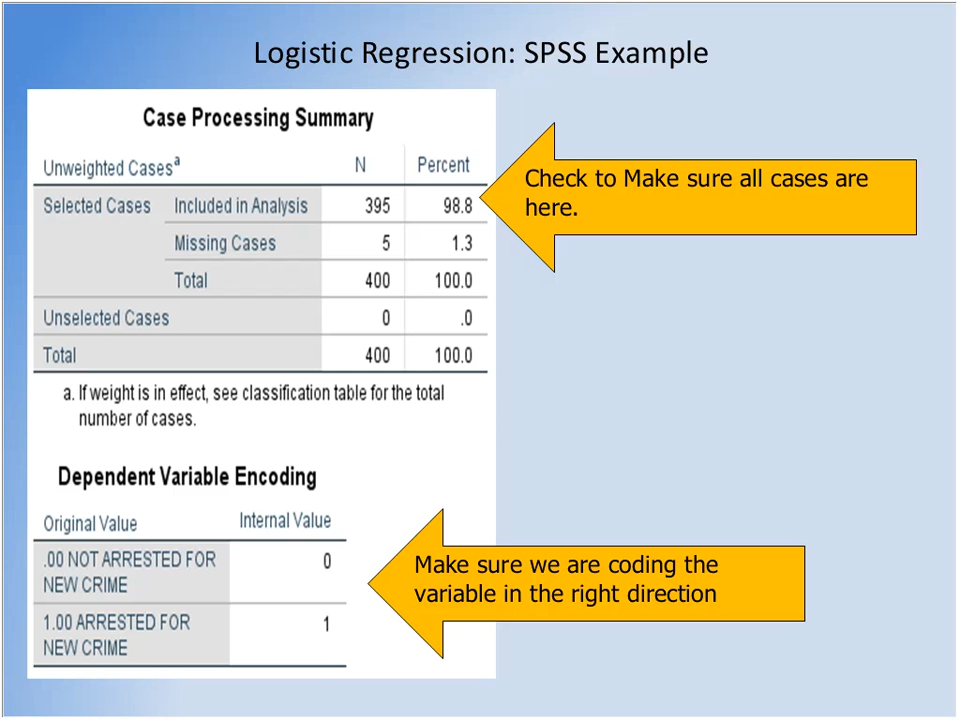 Logistic Regression: SPSS Example
Case Processing Summary
Unweighted Casesa N Percent
Selected Cases Included in Analysis 395 98.8
Missing Cases 5 1.3
Total 400 100.0
Unselected Cases 0 .0
Total 400 100.0
a. If weight is in effect, see classification table for the total
number of cases.
Check to Make sure all cases are
here.
Dependent Variable Encoding
Original Value Internal Value
.00 NOT ARRESTED FOR 0
NEW CRIME
1.00 ARRESTED FOR 1
NEW CRIME
Make sure we are coding the
variable in the right direction